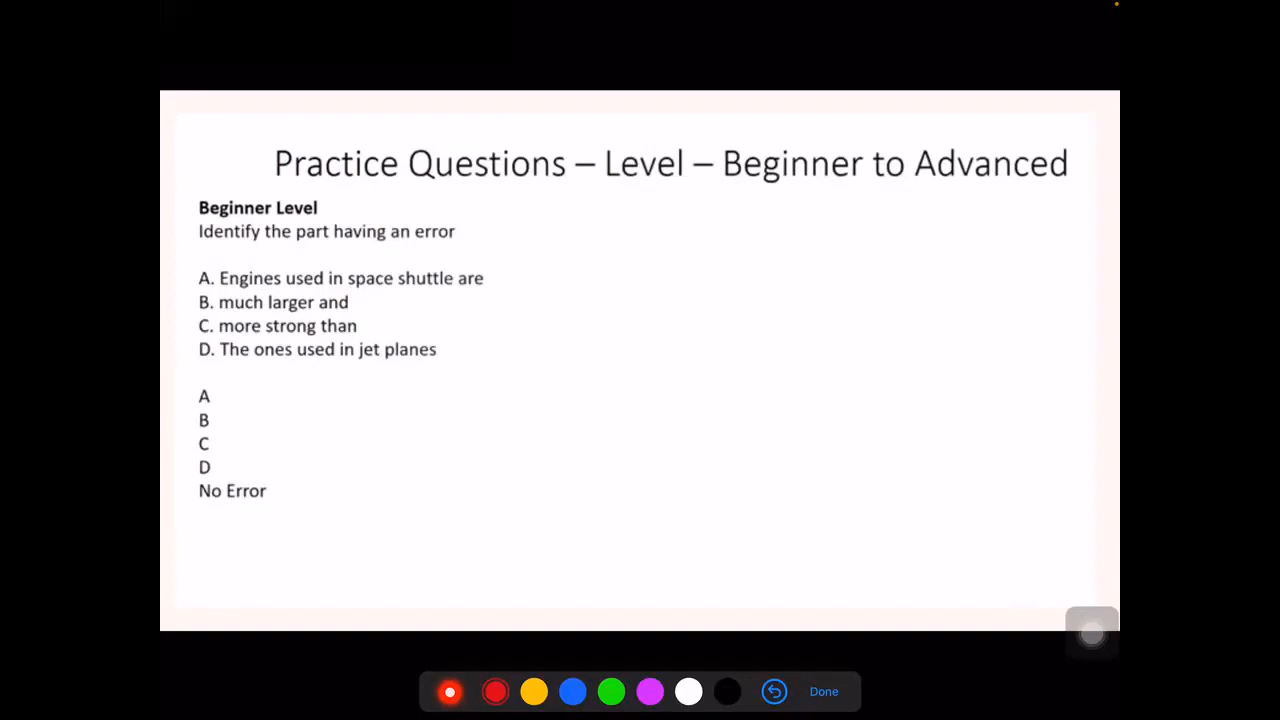 Practice Questions – Level – Beginner to Advanced
Beginner Level
Identify the part having an error
A. Engines used in space shuttle are
B. much larger and
C. more strong than
D. The ones used in jet planes
A
B
C
D
No Error
Done